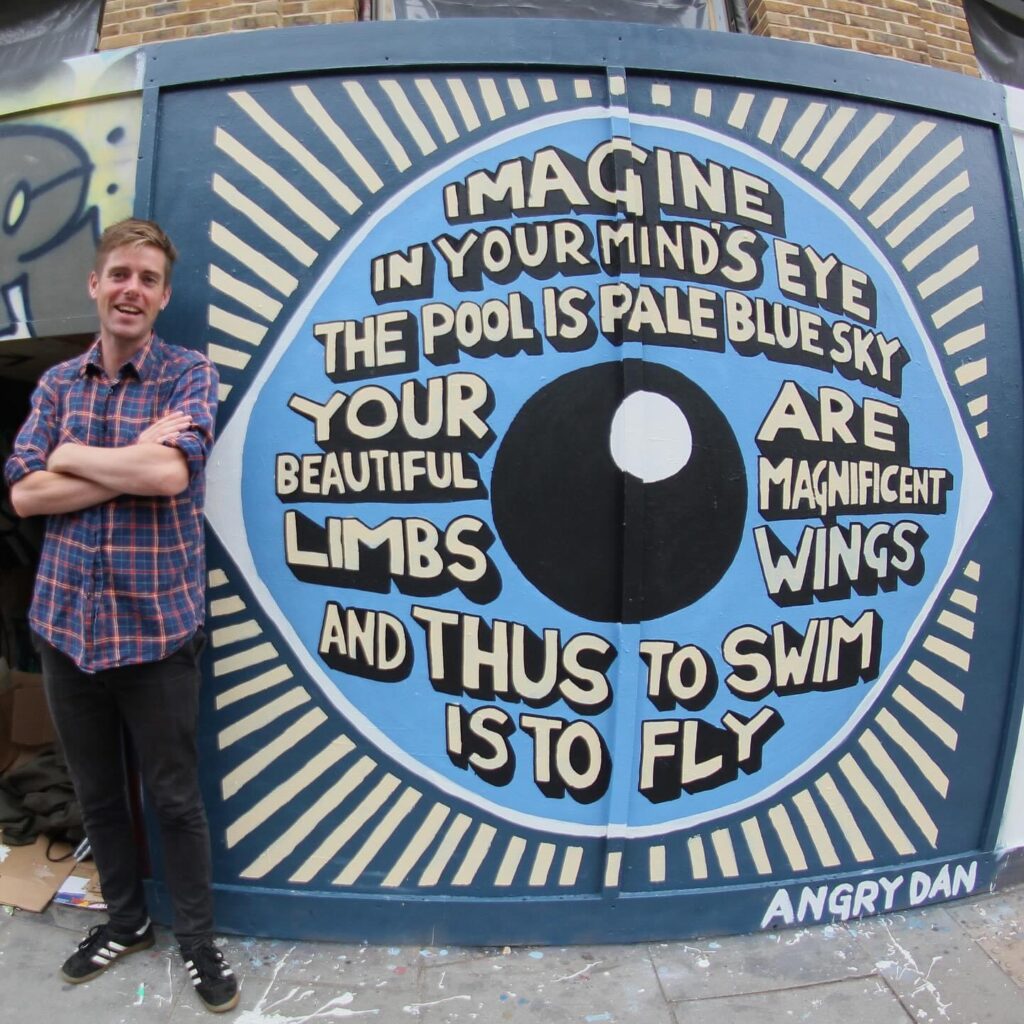 IMAGINE
IN YOUR MIND'S EYE
THE POOL IS PALE BLUE SKY
YOUR ARE
BEAUTIFUL MAGNIFICENT
LIMBS WINGS
AND THUS TO SWIM
IS TO FLY
ANGRY DAN